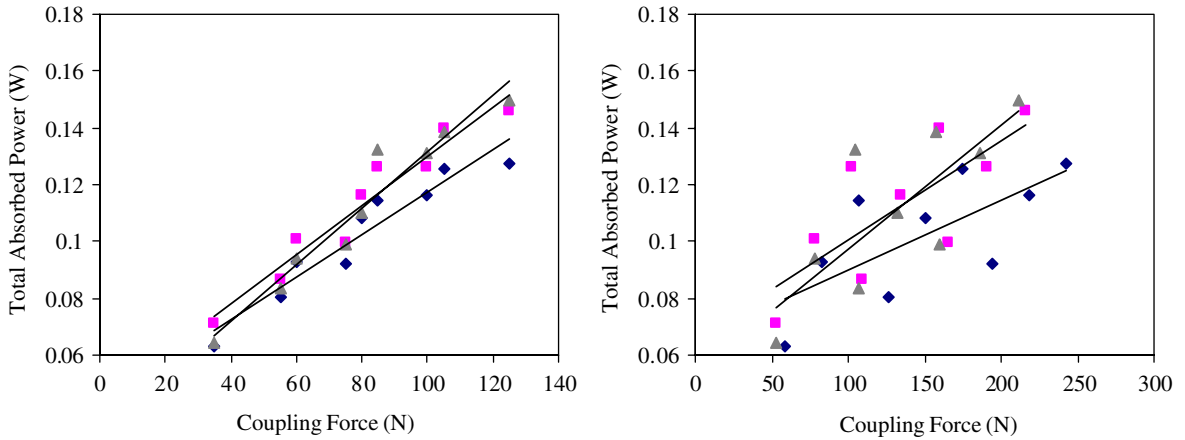 0.18
0.16
0.14
0.12
0.1
0.08
0.06
Total Absorbed Power (W)
0 20 40 60 80 100 120 140
Coupling Force (N)
0.18
0.16
0.14
0.12
0.1
0.08
0.06
Total Absorbed Power (W)
0 50 100 150 200 250 300
Coupling Force (N)